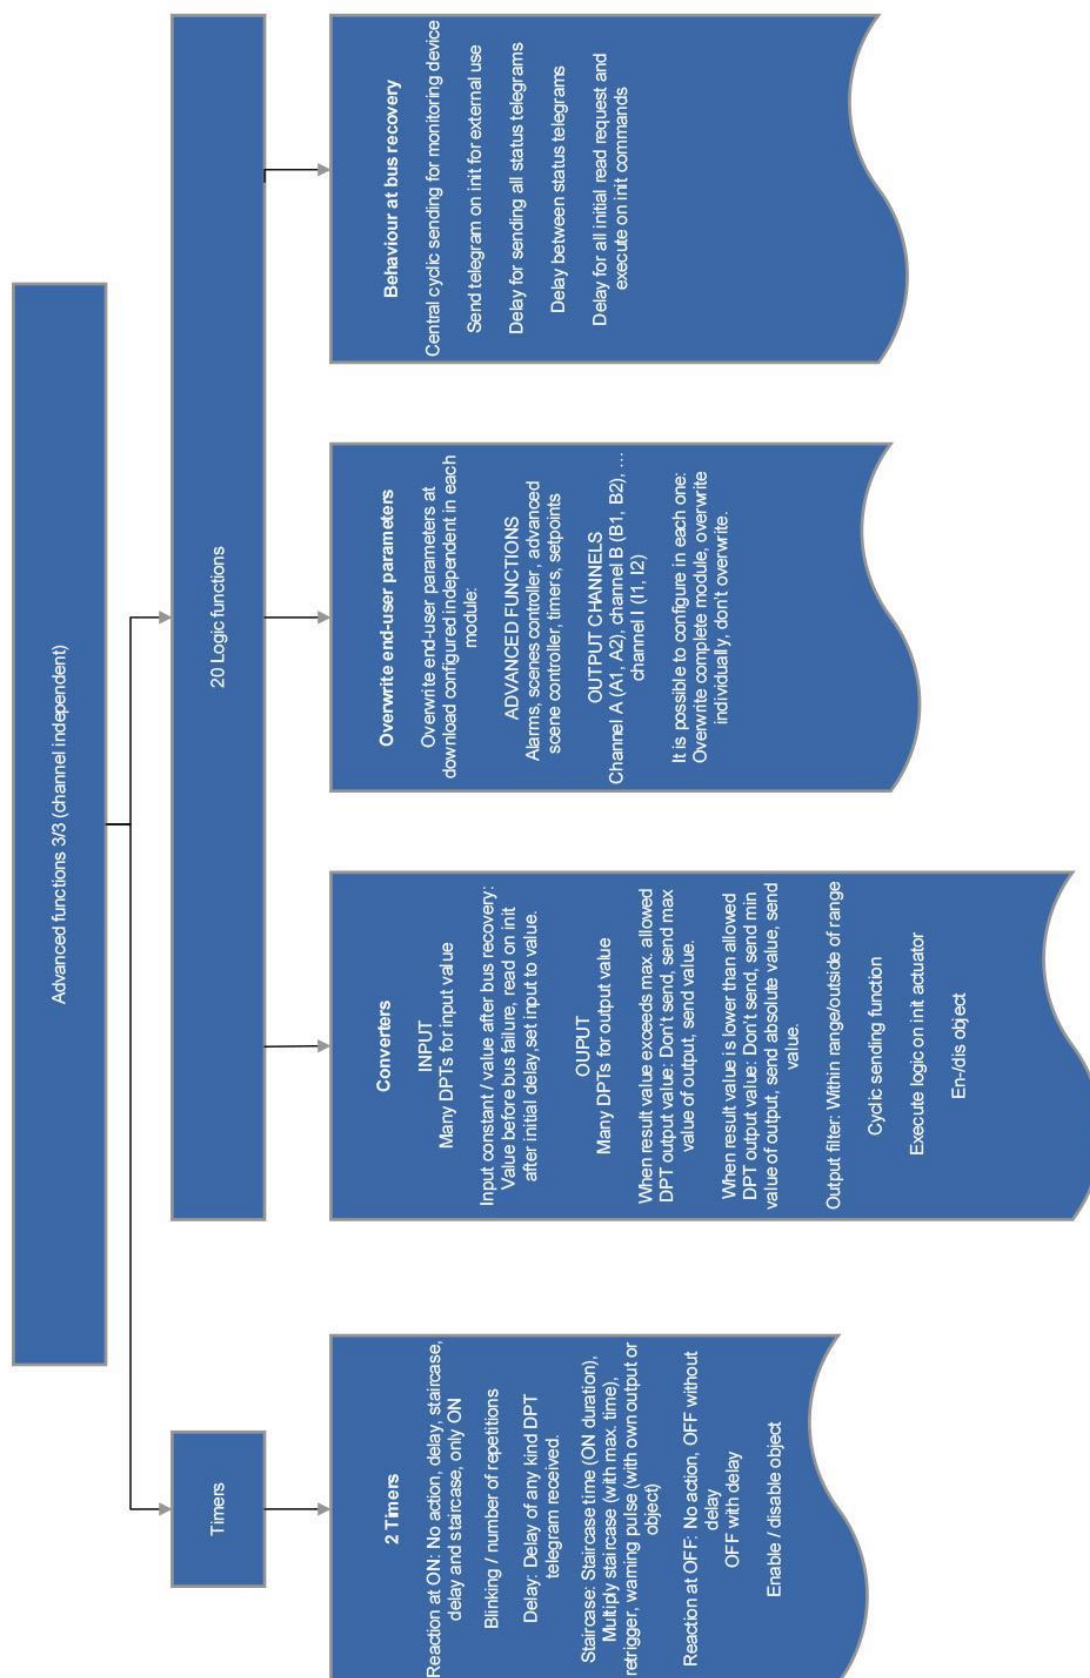 Advanced functions 3/3 (channel independent)
Timers
20 Logic functions
2 Timers
Reaction at ON: No action, delay, staircase,
delay and staircase, only ON
Blinking / number of repetitions
Delay: Delay of any kind DPT
telegram received.
Staircase: Staircase time (ON duration),
Multiply staircase (with max. time),
retrigger, warning pulse (with own output or
object)
Reaction at OFF: No action, OFF without
delay
OFF with delay
Enable / disable object
Converters
INPUT
Many DPTs for input value
Input constant / value after bus recovery:
Value before bus failure, read on init
after initial delay,set input to value.
OUPUT
Many DPTs for output value
When result value exceeds max. allowed
DPT output value: Don't send, send max
value of output, send value.
When result value is lower than allowed
DPT output value: Don't send, send min
value of output, send absolute value, send
value.
Output filter: Within range/outside of range
Cyclic sending function
Execute logic on init actuator
En-/dis object
Overwrite end-user parameters
Overwrite end-user parameters at
download configured independent in each
module:
ADVANCED FUNCTIONS
Alarms, scenes controller, advanced
scene controller, timers, setpoints
OUTPUT CHANNELS
Channel A (A1, A2), channel B (B1, B2), …
channel I (I1, I2)
It is possible to configure in each one:
Overwrite complete module, overwrite
individually, don't overwrite.
Behaviour at bus recovery
Central cyclic sending for monitoring device
Send telegram on init for external use
Delay for sending all status telegrams
Delay between status telegrams
Delay for all initial read request and
execute on init commands